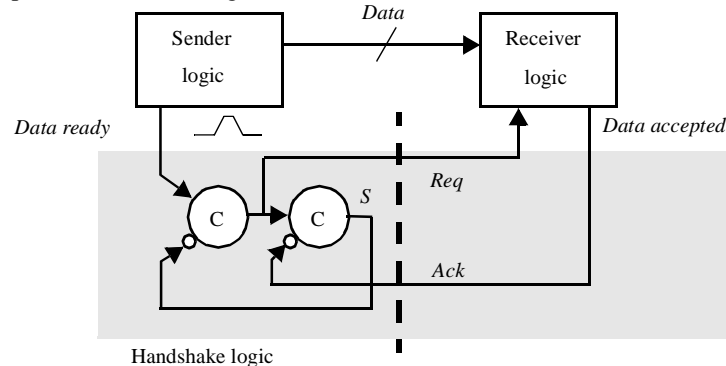 Data
Sender
logic
Receiver
logic
Data ready
Data accepted
Req
S
C
C
Ack
Handshake logic